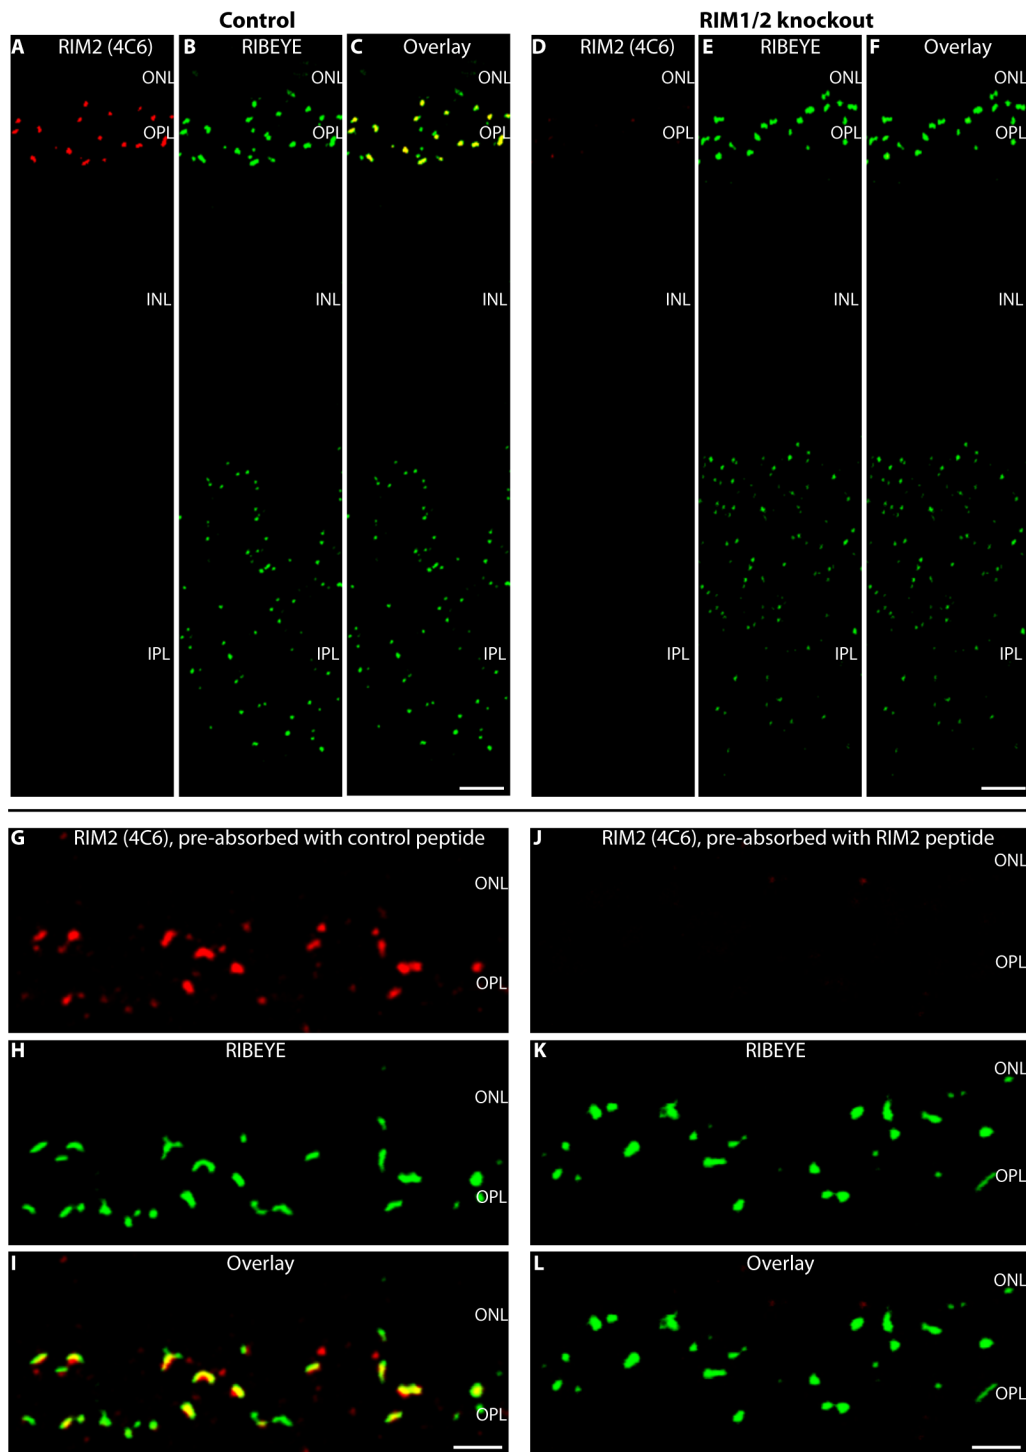 Control
RIM1/2 knockout
A RIM2 (4C6)
B RIBEYE
C Overlay
D RIM2 (4C6)
E RIBEYE
F Overlay
ONL
ONL
ONL
ONL
ONL
ONL
OPL
OPL
OPL
OPL
OPL
OPL
INL
INL
INL
INL
INL
INL
IPL
IPL
IPL
IPL
IPL
IPL
G RIM2 (4C6), pre-absorbed with control peptide
ONL
OPL
H RIBEYE
ONL
OPL
I Overlay
ONL
OPL
J RIM2 (4C6), pre-absorbed with RIM2 peptide
ONL
OPL
K RIBEYE
ONL
OPL
L Overlay
ONL
OPL